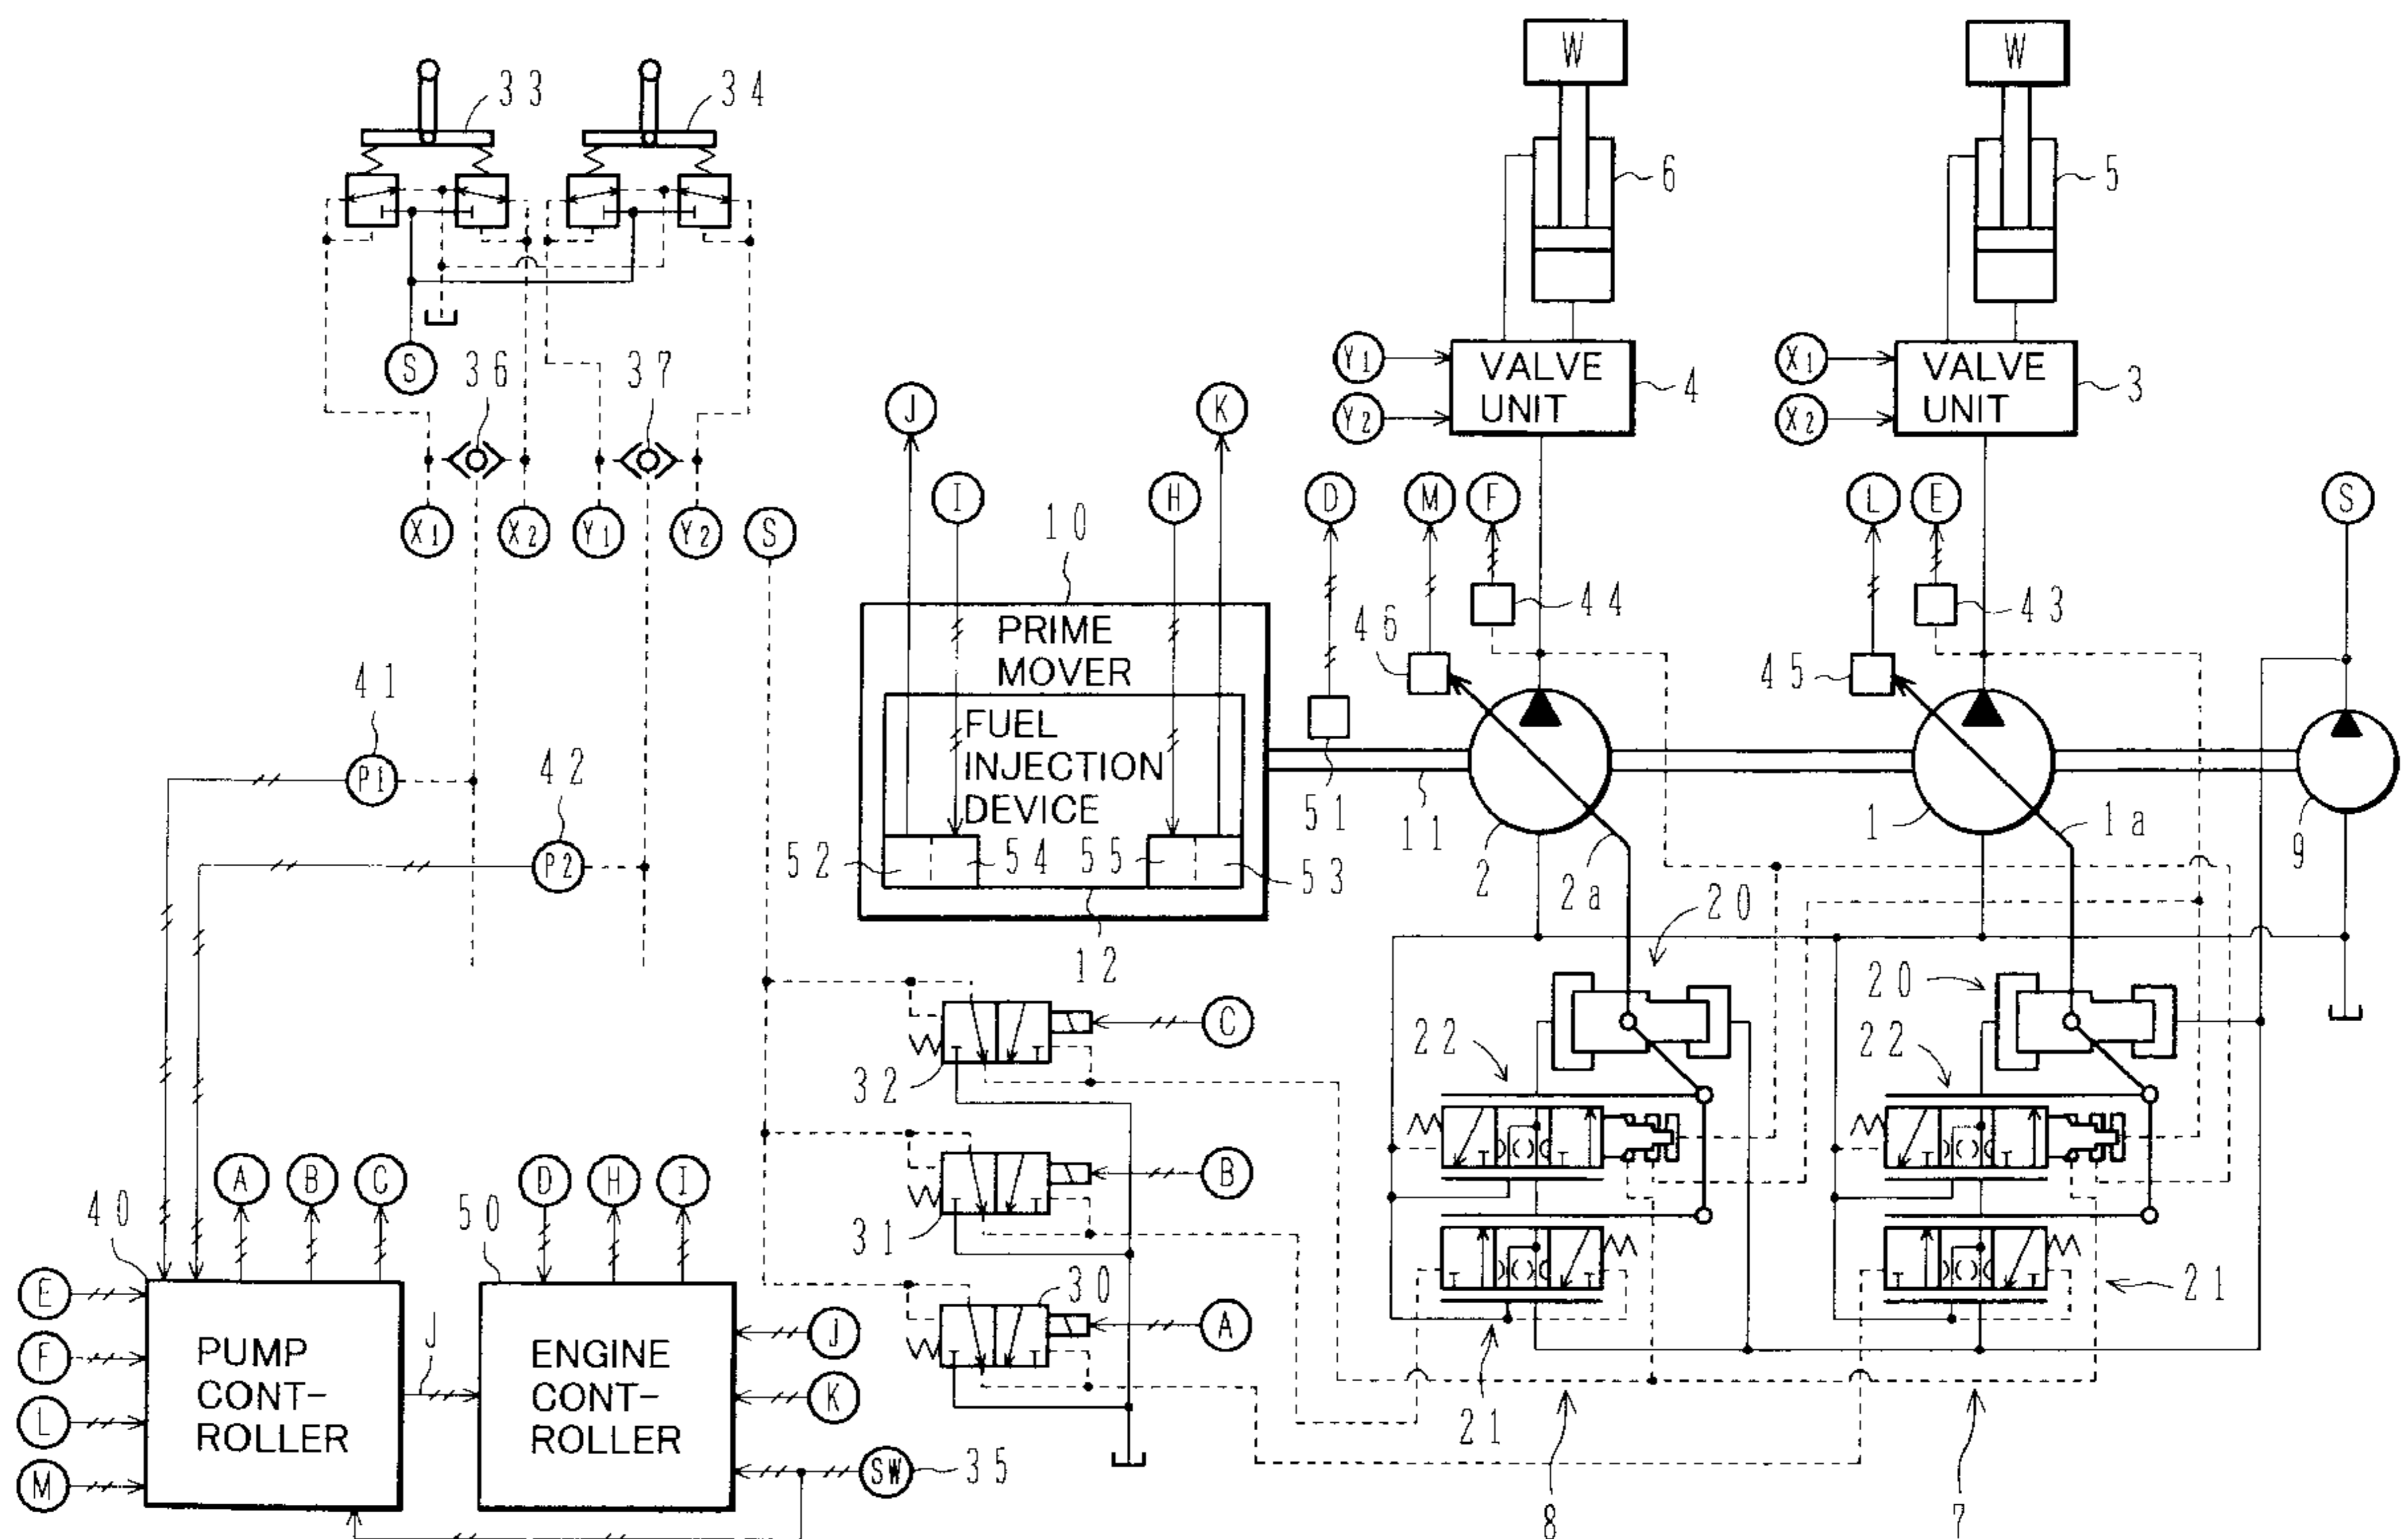 W
W
33
34
6
5
S
36
37
Y1
VALVE
UNIT
4
Y2
X1
VALVE
UNIT
3
X2
J
K
X1
X2
Y1
Y2
S
I
H
D
M
F
L
E
S
10
PRIME
MOVER
44
43
46
45
41
P1
FUEL
INJECTION
DEVICE
42
P2
51
11
1
1a
9
52
54
55
53
2
2a
12
20
20
C
32
22
22
B
31
A
B
C
D
H
I
40
50
30
A
21
E
F
L
M
PUMP
CONT-
ROLLER
J
ENGINE
CONT-
ROLLER
J
K
SW
35
21
8
7